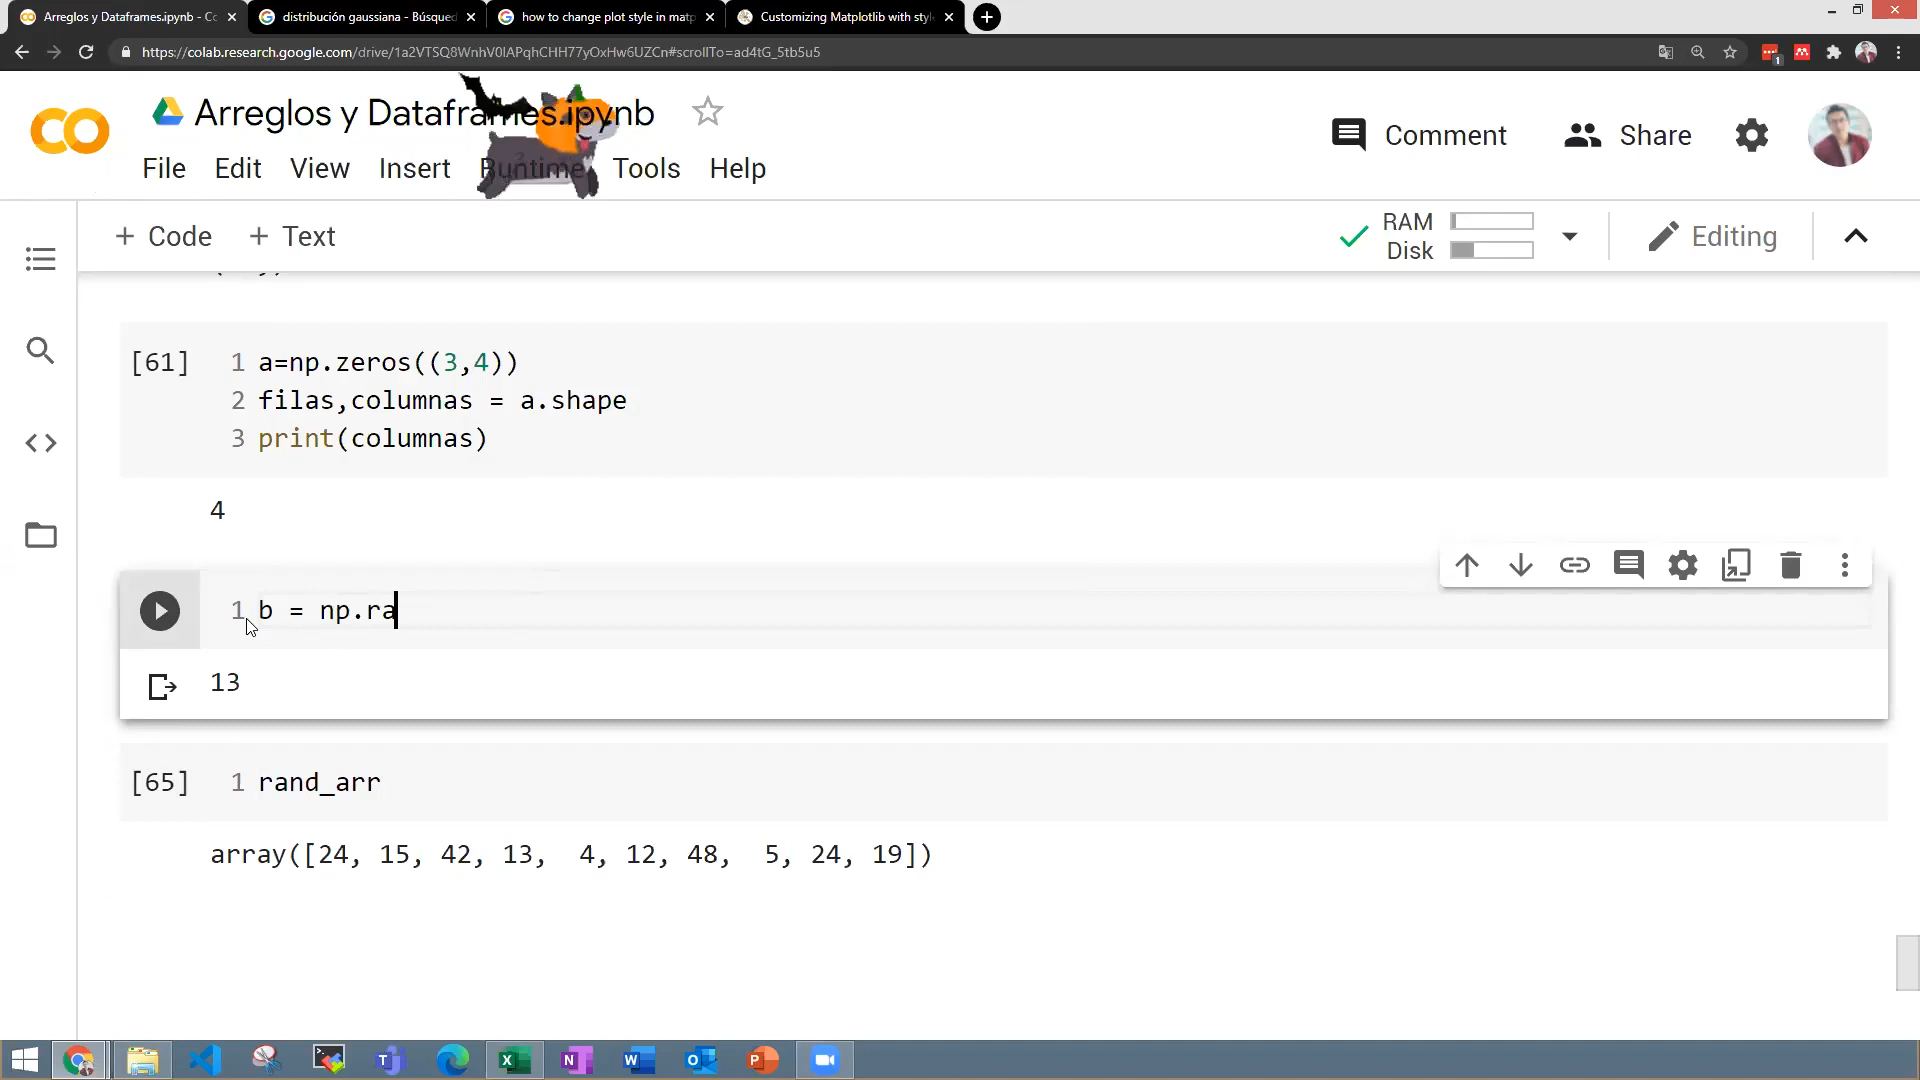 Arreglos y Dataframes.ipynb - Cc
distribución gaussiana - Búsqued
how to change plot style in matp
Customizing Matplotlib with styl
https://colab.research.google.com/drive/1a2VTSQ8WnhV0lAPqhCHH77yOxHw6UZCn#scrollTo=ad4tG_5tb5u5
1
Arreglos y Dataframes.ipynb
Comment
Share
File Edit View Insert Runtime Tools Help
+ Code + Text
RAM
Disk
Editing
[61] 1 a=np.zeros((3,4))
2 filas,columnas = a.shape
3 print(columnas)
4
1 b = np.ra
13
[65] 1 rand_arr
array([24, 15, 42, 13,  4, 12, 48,  5, 24, 19])